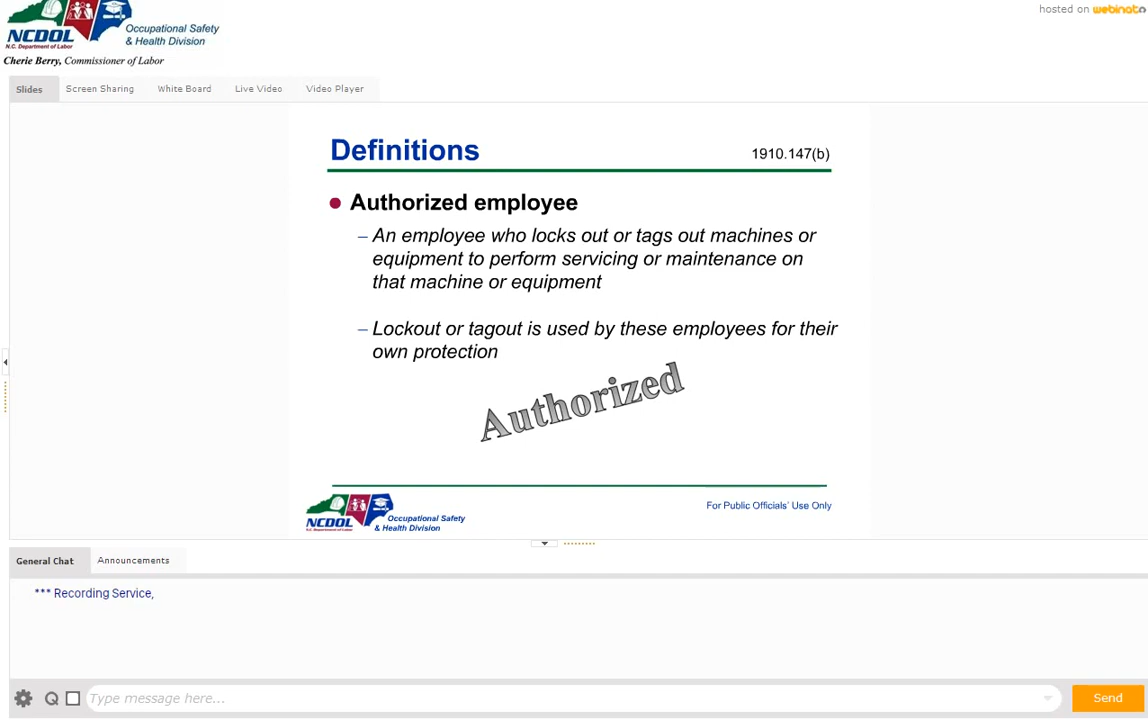 hosted on webinato
NCDOL
N.C. Department of Labor
Occupational Safety
& Health Division
Cherie Berry, Commissioner of Labor
Slides
Screen Sharing
White Board
Live Video
Video Player
Definitions
1910.147(b)
Authorized employee
– An employee who locks out or tags out machines or
equipment to perform servicing or maintenance on
that machine or equipment
– Lockout or tagout is used by these employees for their
own protection
Authorized
NCDOL
N.C. Department of Labor
Occupational Safety
& Health Division
For Public Officials' Use Only
General Chat
Announcements
*** Recording Service,
Q
Type message here...
Send